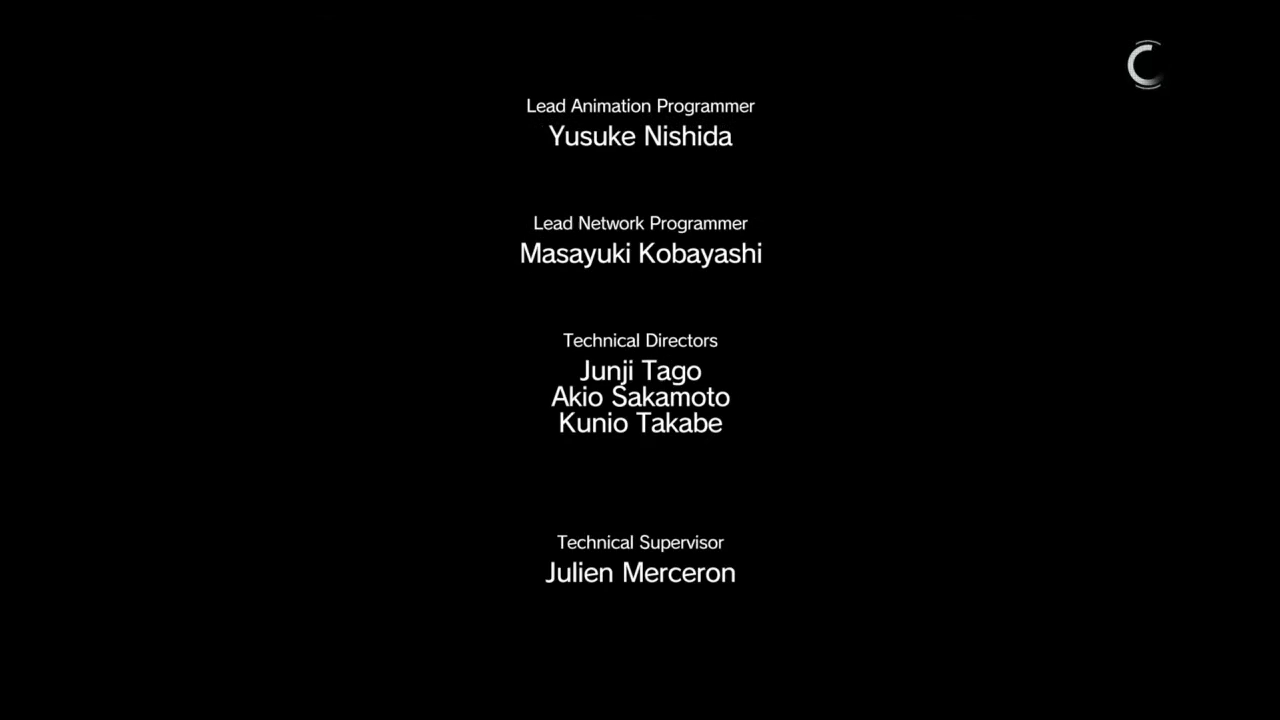 Lead Animation Programmer
Yusuke Nishida
Lead Network Programmer
Masayuki Kobayashi
Technical Directors
Junji Tago
Akio Sakamoto
Kunio Takabe
Technical Supervisor
Julien Merceron